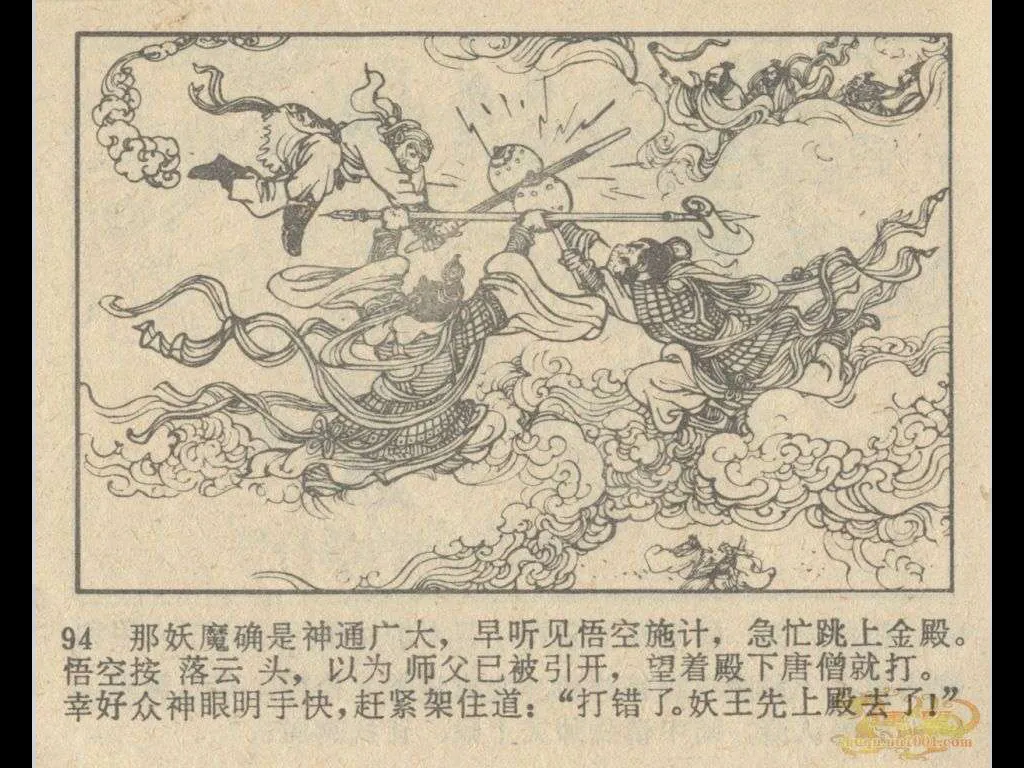 94 那妖魔确是神通广大，早听见悟空施计，急忙跳上金殿。
悟空按落云头，以为师父已被引开，望着殿下唐僧就打。
幸好众神眼明手快，赶紧架住道：“打错了。妖王先上殿去了！”